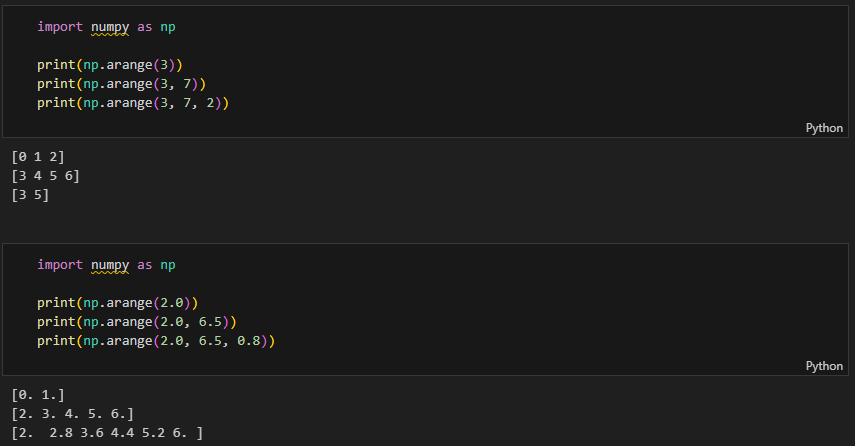 import numpy as np
print(np.arange(3))
print(np.arange(3, 7))
print(np.arange(3, 7, 2))
Python
[0 1 2]
[3 4 5 6]
[3 5]
import numpy as np
print(np.arange(2.0))
print(np.arange(2.0, 6.5))
print(np.arange(2.0, 6.5, 0.8))
Python
[0. 1.]
[2. 3. 4. 5. 6.]
[2.  2.8 3.6 4.4 5.2 6. ]